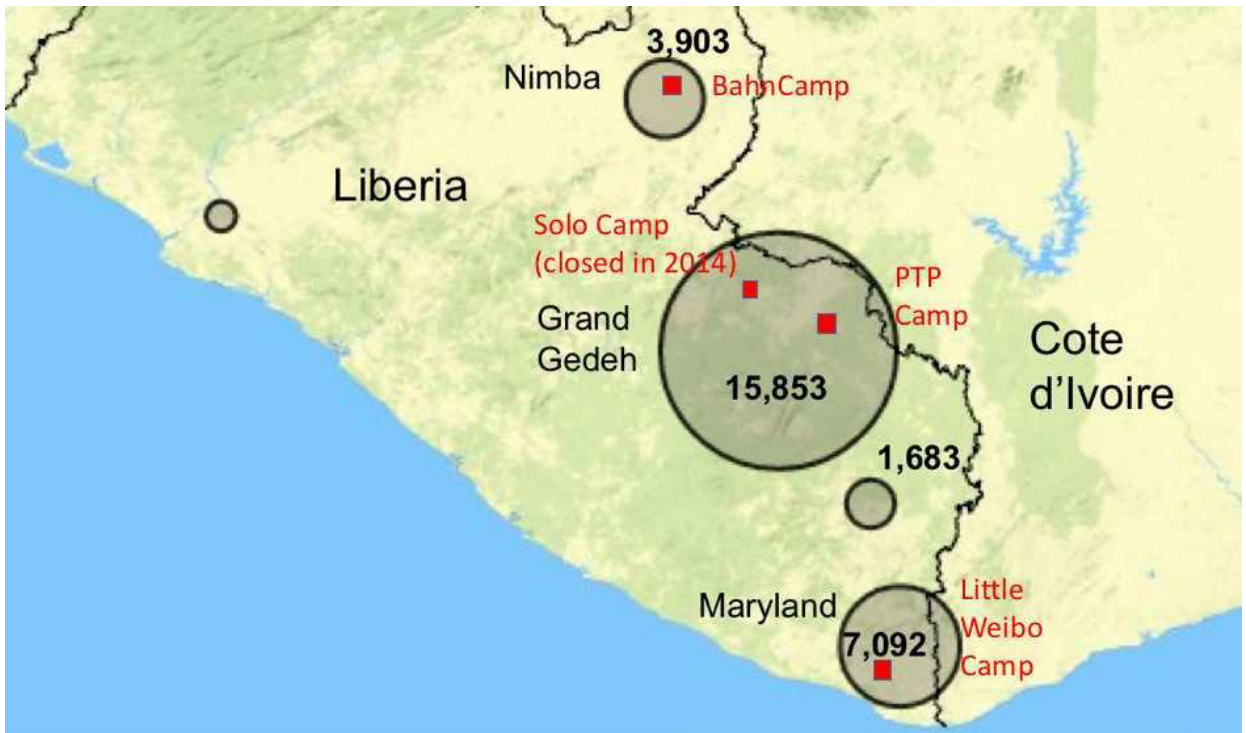 3,903
Nimba
BahnCamp
Liberia
Solo Camp
(closed in 2014)
PTP
Camp
Grand
Gedeh
Cote
d’Ivoire
15,853
1,683
Maryland
Little
Weibo
Camp
7,092